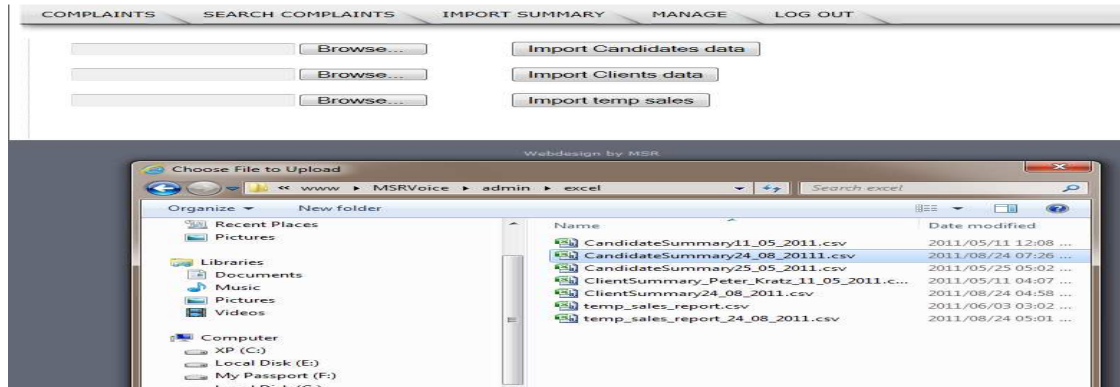 COMPLAINTS SEARCH COMPLAINTS IMPORT SUMMARY MANAGE LOG OUT
Browse... Import Candidates data
Browse... Import Clients data
Browse... Import temp sales
Webdesign by MSR
Choose File to Upload
« www ▸ MSRVoice ▸ admin ▸ excel Search excel
Organize New folder
Recent Places Name Date modified
Pictures CandidateSummary11_05_2011.csv 2011/05/11 12:08 ...
CandidateSummary24_08_20111.csv 2011/08/24 07:26 ...
Libraries CandidateSummary25_05_2011.csv 2011/05/25 05:02 ...
Documents ClientSummary_Peter_Kratz_11_05_2011.c... 2011/05/11 04:07 ...
Music ClientSummary24_08_2011.csv 2011/08/24 04:58 ...
Pictures temp_sales_report.csv 2011/06/03 03:02 ...
Videos temp_sales_report_24_08_2011.csv 2011/08/24 05:01 ...
Computer
XP (C:)
Local Disk (E:)
My Passport (F:)